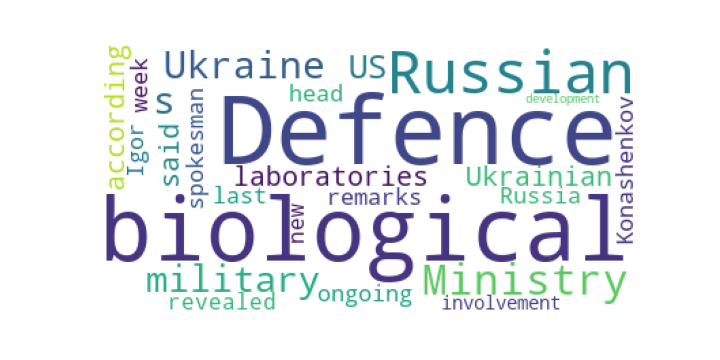 according
week
Igor
Ukraine
s
said
spokesman
US
head
Russian
development
Defence
laboratories
last
new
remarks
Ukrainian
Russia
Konashenkov
biological
military
revealed
ongoing
Ministry
involvement